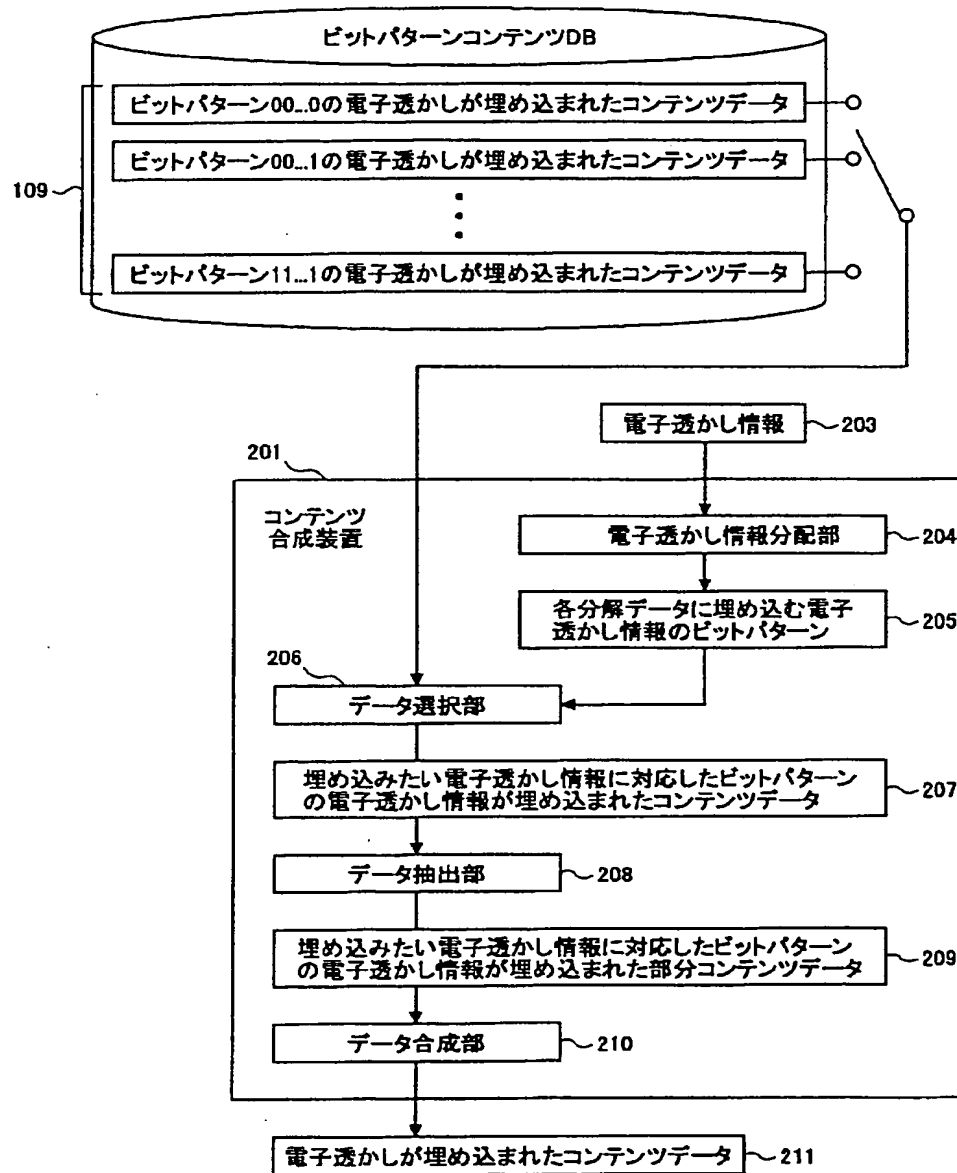 ビットパターンコンテンツDB
ビットパターン00...0の電子透かしが埋め込まれたコンテンツデータ
ビットパターン00...1の電子透かしが埋め込まれたコンテンツデータ
109
ビットパターン11...1の電子透かしが埋め込まれたコンテンツデータ
電子透かし情報
203
201
コンテンツ
合成装置
電子透かし情報分配部
204
各分解データに埋め込む電子
透かし情報のビットパターン
205
206
データ選択部
埋め込みたい電子透かし情報に対応したビットパターン
の電子透かし情報が埋め込まれたコンテンツデータ
207
データ抽出部
208
埋め込みたい電子透かし情報に対応したビットパターン
の電子透かし情報が埋め込まれた部分コンテンツデータ
209
データ合成部
210
電子透かしが埋め込まれたコンテンツデータ
211